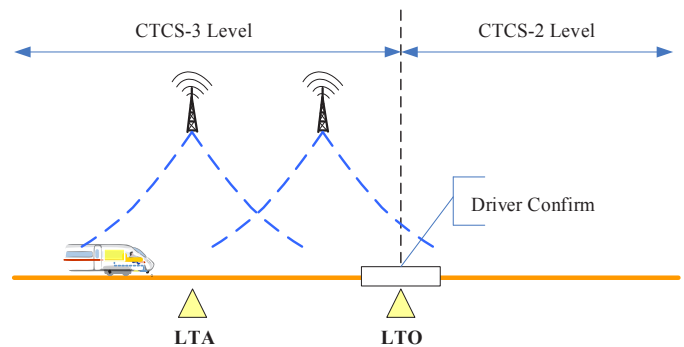 CTCS-3 Level
CTCS-2 Level
Driver Confirm
LTA
LTO